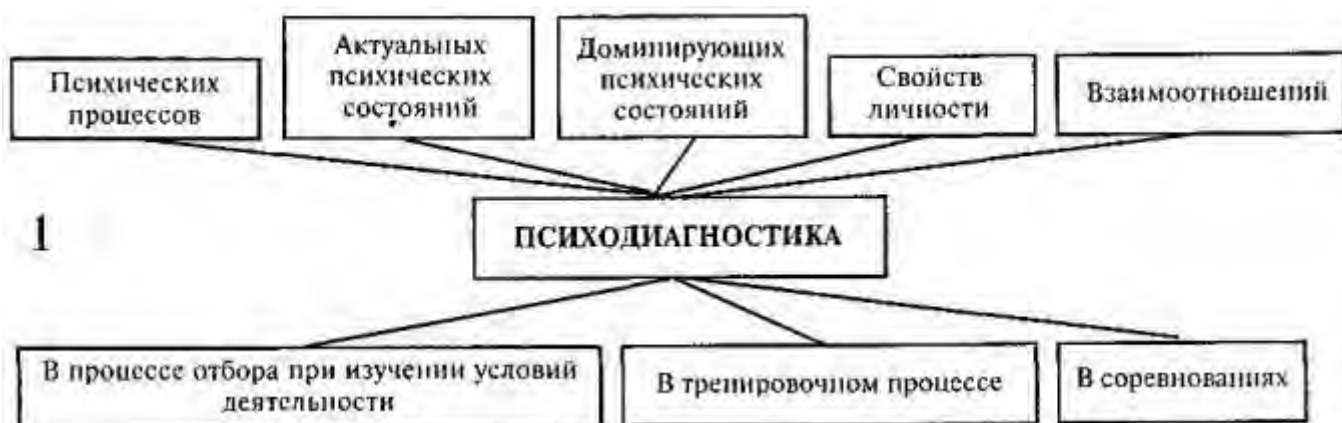 Психических
процессов
Актуальных
психических
состояний
Доминирующих
психических
состояний
Свойств
личности
Взаимоотношений
1
ПСИХОДИАГНОСТИКА
В процессе отбора при изучении условий
деятельности
В тренировочном процессе
В соревнованиях